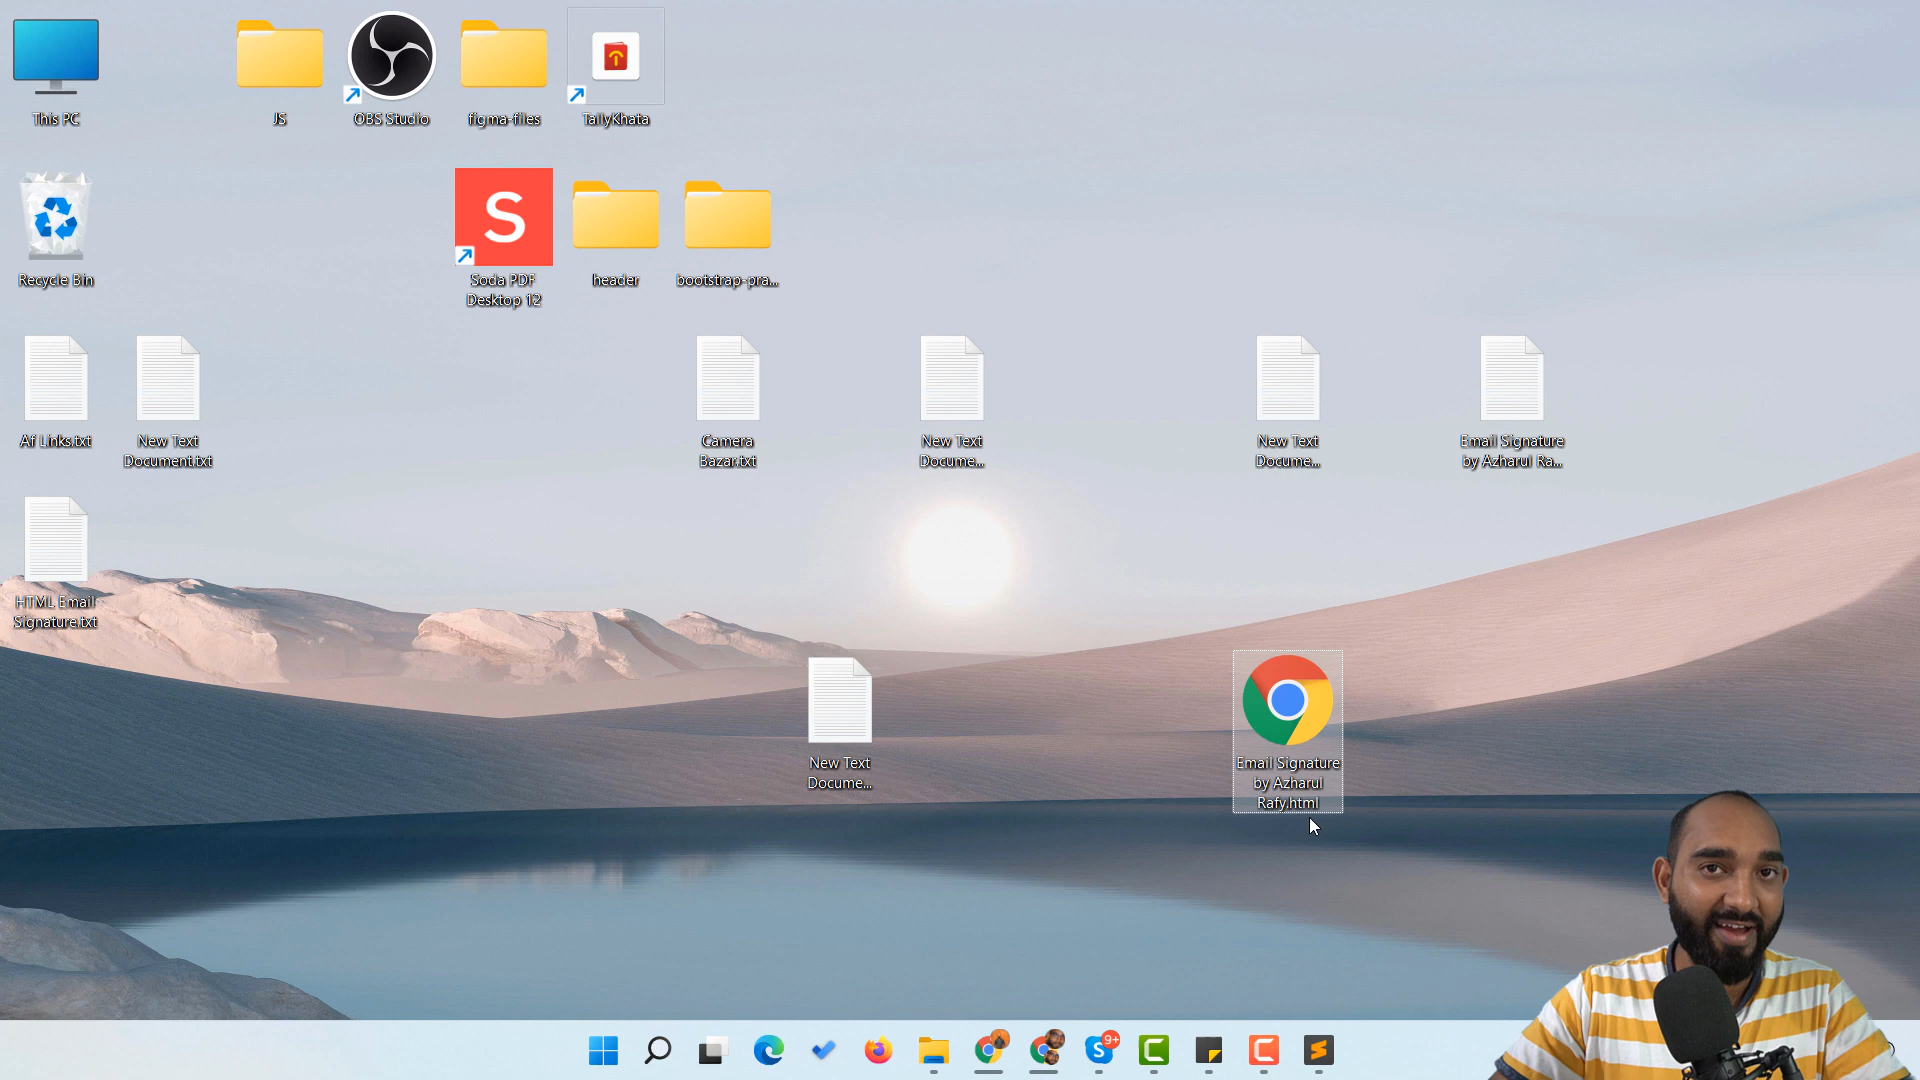 This PC
JS
OBS Studio
figma-files
TallyKhata
Recycle Bin
S
Soda PDF
Desktop 12
header
bootstrap-pra...
Af Links.txt
New Text
Document.txt
Camera
Bazar.txt
New Text
Docume...
New Text
Docume...
Email Signature
by Azharul Ra...
HTML Email
Signature.txt
New Text
Docume...
Email Signature
by Azharul
Rafy.html
S
9+
C
C
S